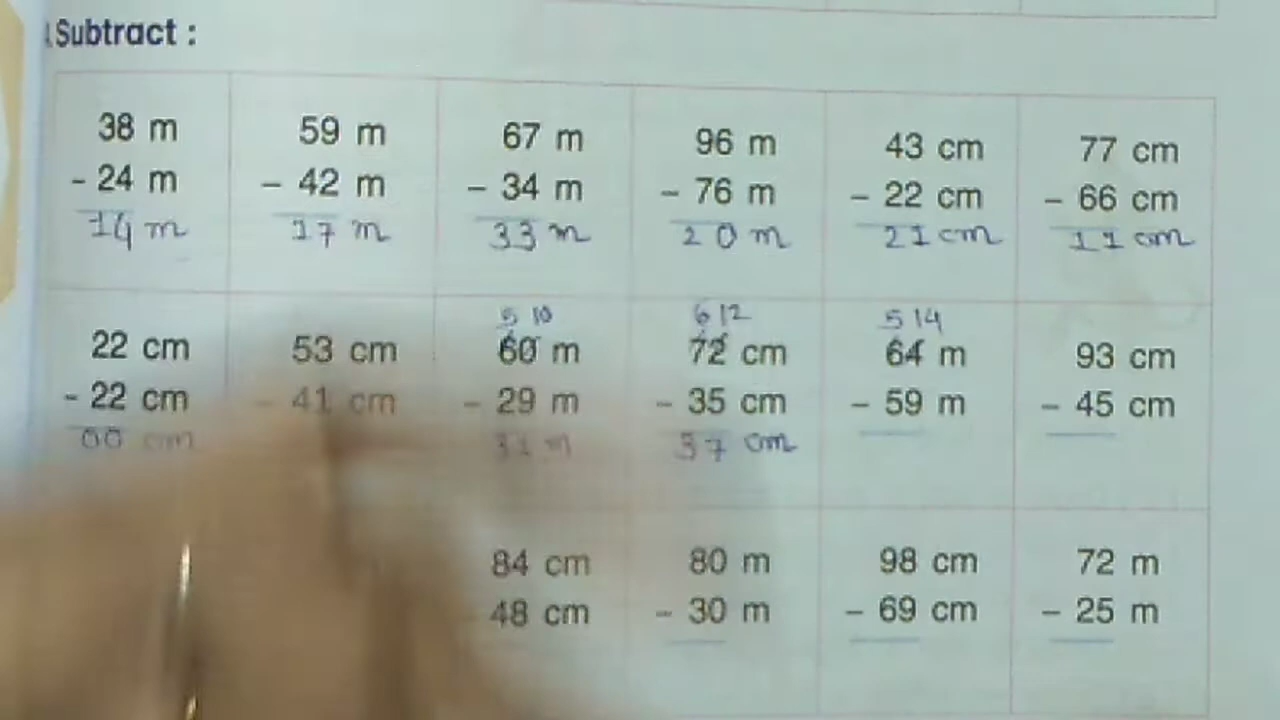 Subtract :
38 m 59 m 67 m 96 m 43 cm 77 cm
- 24 m - 42 m - 34 m - 76 m - 22 cm - 66 cm
14 m 17 m 33 m 20 m 21 cm 11 cm
5 10 6 12 5 14
22 cm 53 cm 60 m 72 cm 64 m 93 cm
- 22 cm - 41 cm - 29 m - 35 cm - 59 m - 45 cm
00 cm 31 m 37 cm
84 cm 80 m 98 cm 72 m
48 cm - 30 m - 69 cm - 25 m